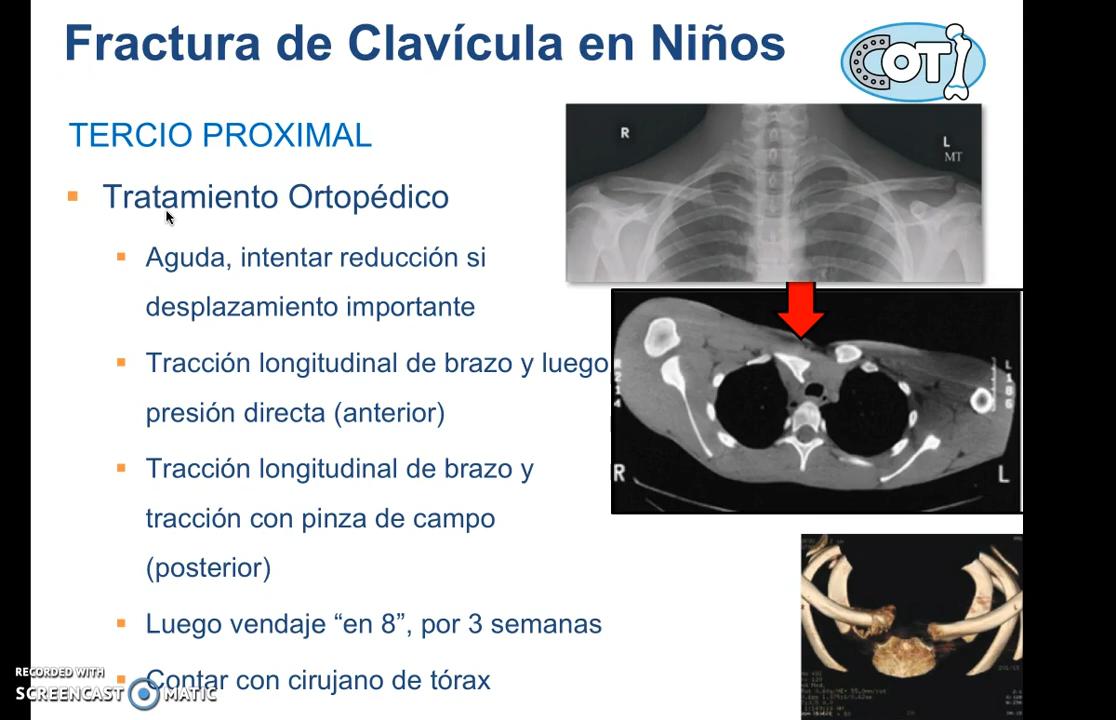 Fractura de Clavícula en Niños
COT
TERCIO PROXIMAL
R
L
MT
Tratamiento Ortopédico
Aguda, intentar reducción si
desplazamiento importante
Tracción longitudinal de brazo y luego
presión directa (anterior)
Tracción longitudinal de brazo y
tracción con pinza de campo
(posterior)
R
L
Luego vendaje “en 8”, por 3 semanas
Contar con cirujano de tórax
RECORDED WITH
SCREENCAST MATIC